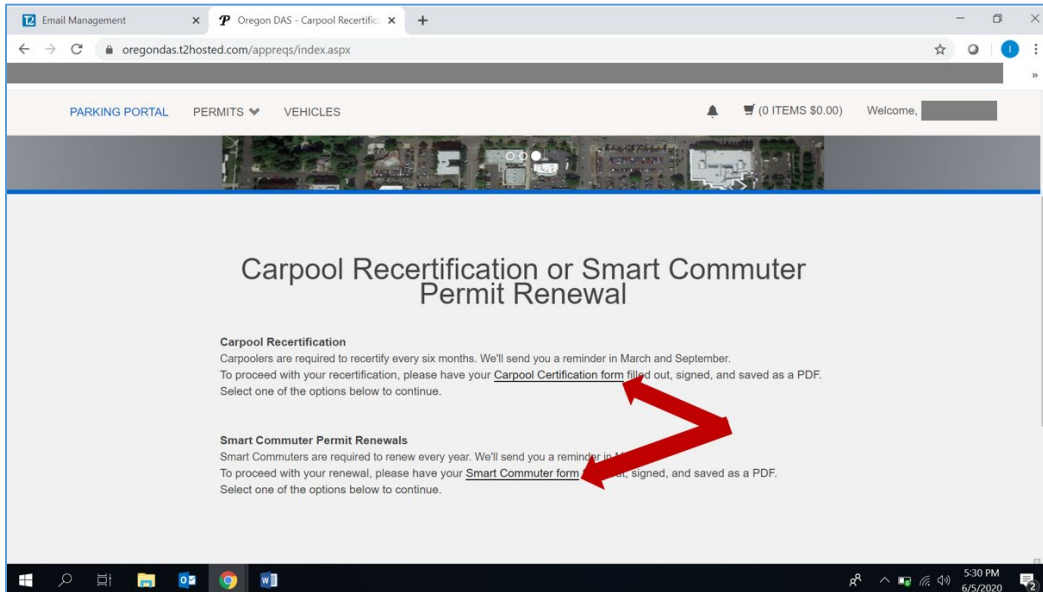 Email Management
Oregon DAS - Carpool Recertific
oregondas.t2hosted.com/appreqs/index.aspx
PARKING PORTAL PERMITS VEHICLES (0 ITEMS $0.00) Welcome,
Carpool Recertification or Smart Commuter
Permit Renewal
Carpool Recertification
Carpoolers are required to recertify every six months. We'll send you a reminder in March and September.
To proceed with your recertification, please have your Carpool Certification form filled out, signed, and saved as a PDF.
Select one of the options below to continue.
Smart Commuter Permit Renewals
Smart Commuters are required to renew every year. We'll send you a reminder in
To proceed with your renewal, please have your Smart Commuter form signed, and saved as a PDF.
Select one of the options below to continue.
5:30 PM
6/5/2020